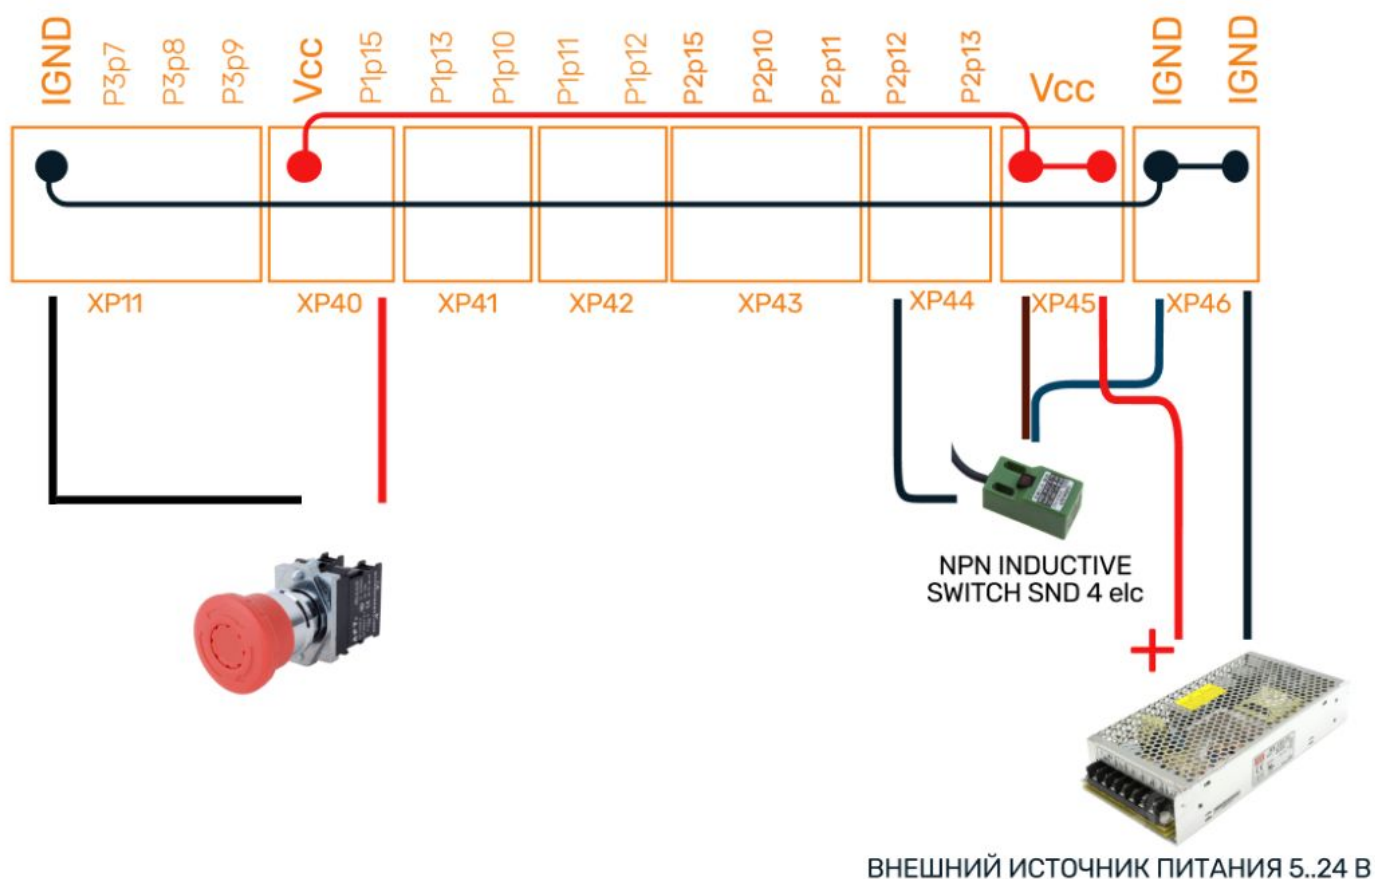 IGND
P3p7
P3p8
P3p9
Vcc
P1p15
P1p13
P1p10
P1p11
P1p12
P2p15
P2p10
P2p11
P2p12
P2p13
Vcc
IGND
IGND
XP11
XP40
XP41
XP42
XP43
XP44
XP45
XP46
NPN INDUCTIVE
SWITCH SND 4 elc
+
ВНЕШНИЙ ИСТОЧНИК ПИТАНИЯ 5..24 В